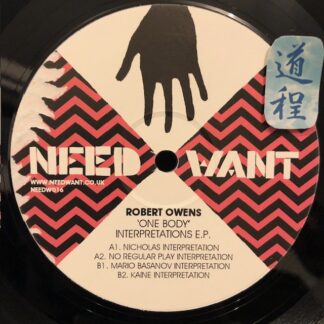 道程
NEED WANT
WWW.NEEDWANT.CO.UK
NEEDW016
ROBERT OWENS
'ONE BODY'
INTERPRETATIONS E.P.
A1. NICHOLAS INTERPRETATION
A2. NO REGULAR PLAY INTERPRETATION
B1. MARIO BASANOV INTERPRETATION
B2. KAINE INTERPRETATION